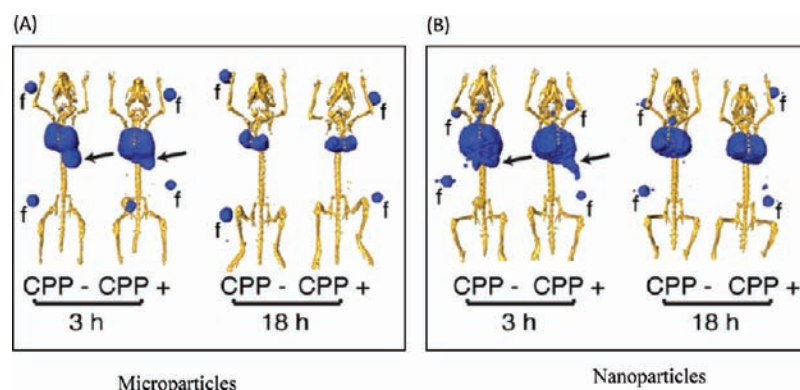 (A)
(B)
f f f f
f f f f
f f f f
f f f f
CPP - CPP + CPP - CPP +
3 h 18 h
CPP - CPP + CPP - CPP +
3 h 18 h
Microparticles
Nanoparticles